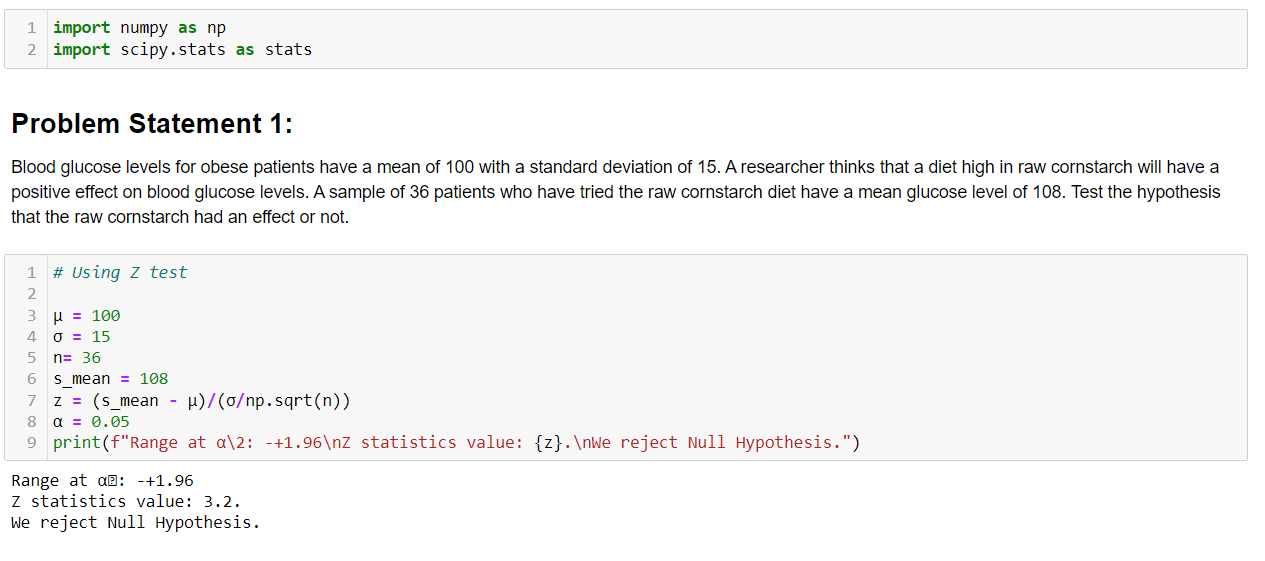 1 import numpy as np
2 import scipy.stats as stats
Problem Statement 1:
Blood glucose levels for obese patients have a mean of 100 with a standard deviation of 15. A researcher thinks that a diet high in raw cornstarch will have a
positive effect on blood glucose levels. A sample of 36 patients who have tried the raw cornstarch diet have a mean glucose level of 108. Test the hypothesis
that the raw cornstarch had an effect or not.
1 # Using Z test
2
3 μ = 100
4 σ = 15
5 n= 36
6 s_mean = 108
7 z = (s_mean - μ)/(σ/np.sqrt(n))
8 α = 0.05
9 print(f"Range at α\2: -+1.96\nZ statistics value: {z}.\nWe reject Null Hypothesis.")
Range at α: -+1.96
Z statistics value: 3.2.
We reject Null Hypothesis.